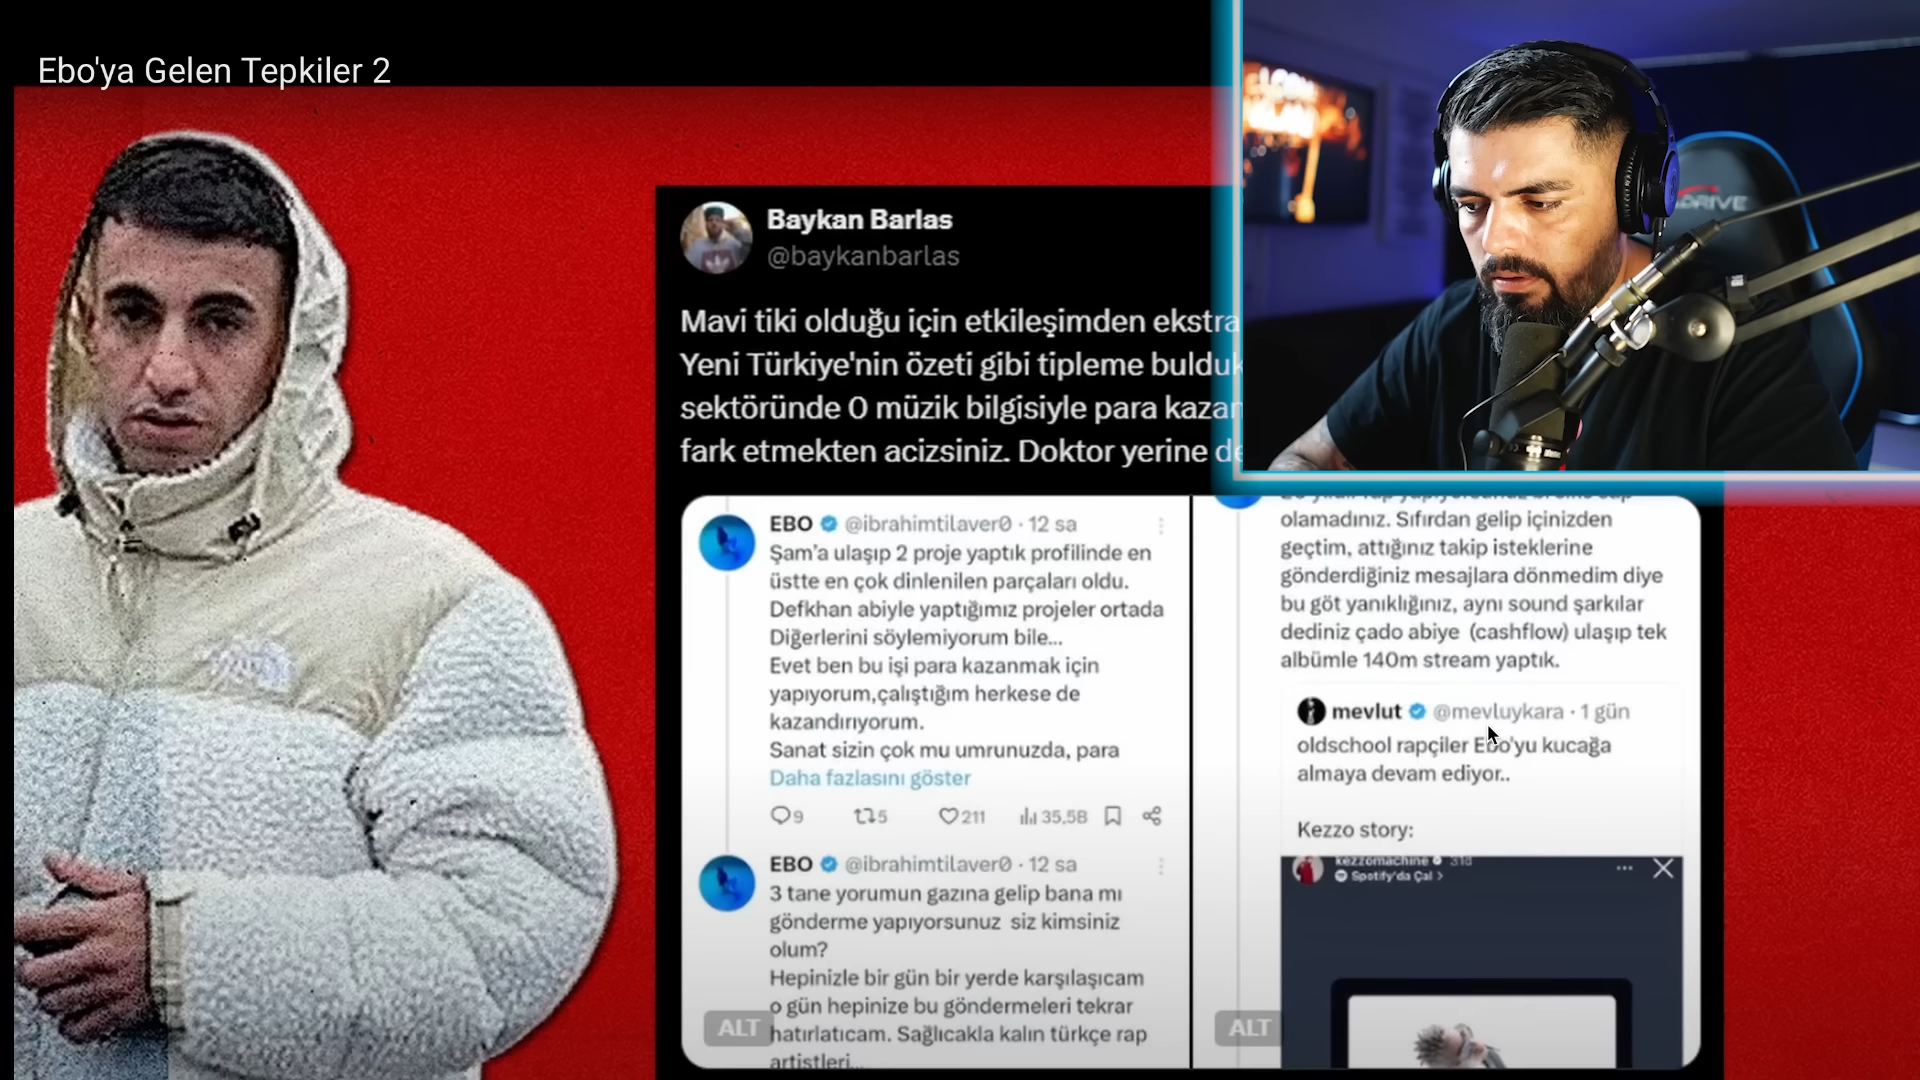 Ebo'ya Gelen Tepkiler 2
DRIVE
Baykan Barlas
@baykanbarlas
Mavi tiki olduğu için etkileşimden ekstra
Yeni Türkiye'nin özeti gibi tipleme bulduk
sektöründe 0 müzik bilgisiyle para kazan
fark etmekten acizsiniz. Doktor yerine de
EBO @ibrahimtilaver0 · 12 sa
Şam'a ulaşıp 2 proje yaptık profilinde en
üstte en çok dinlenilen parçaları oldu.
Defkhan abiyle yaptığımız projeler ortada
Diğerlerini söylemiyorum bile...
Evet ben bu işi para kazanmak için
yapıyorum,çalıştığım herkese de
kazandırıyorum.
Sanat sizin çok mu umrunuzda, para
Daha fazlasını göster
9 5 211 35,5B
EBO @ibrahimtilaver0 · 12 sa
3 tane yorumun gazına gelip bana mı
gönderme yapıyorsunuz siz kimsiniz
olum?
Hepinizle bir gün bir yerde karşılaşıcam
o gün hepinize bu göndermeleri tekrar
hatırlatıcam. Sağlıcakla kalın türkçe rap
artistleri...
ALT
olamadınız. Sıfırdan gelip içinizden
geçtim, attığınız takip isteklerine
gönderdiğiniz mesajlara dönmedim diye
bu göt yanıklığınız, aynı sound şarkılar
dediniz çado abiye (cashflow) ulaşıp tek
albümle 140m stream yaptık.
mevlut @mevluykara · 1 gün
oldschool rapçiler Ebo'yu kucağa
almaya devam ediyor..
Kezzo story:
kezzomachine 31d
Spotify'da Çal >
ALT